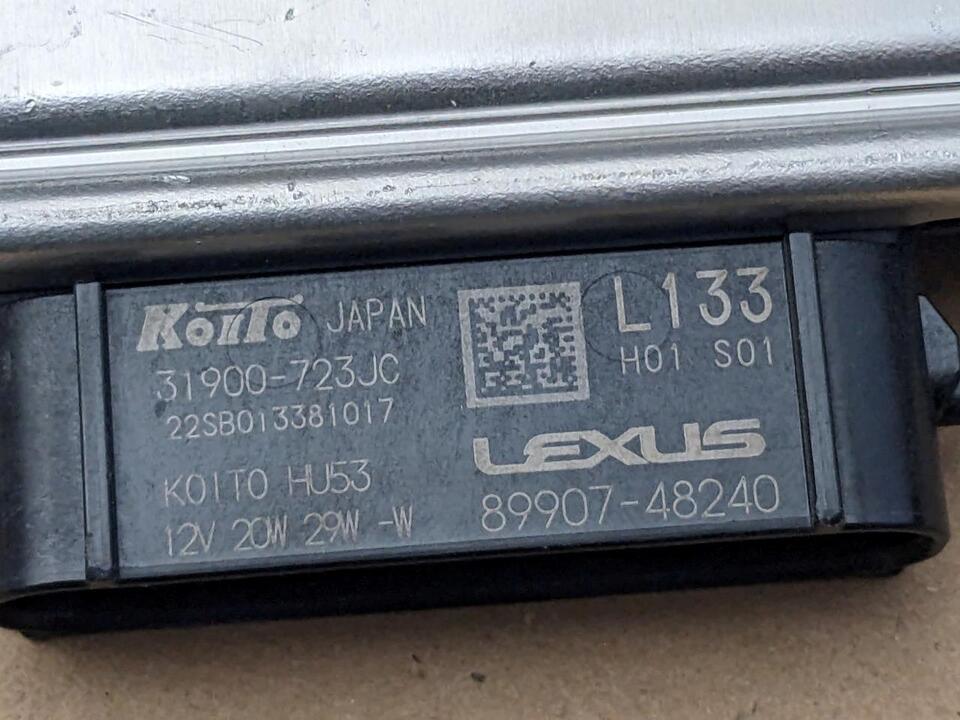 KOITO JAPAN
31900-723JC
22SB013381017
KOITO HU53
12V 20W 29W -W
L133
H01 S01
LEXUS
89907-48240